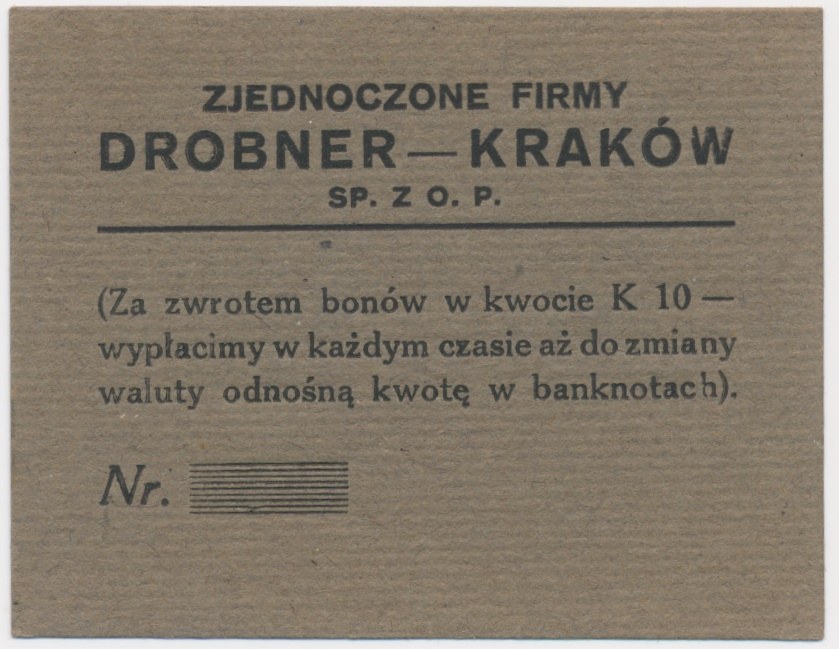 ZJEDNOCZONE FIRMY
DROBNER—KRAKÓW
SP. Z O. P.
(Za zwrotem bonów w kwocie K 10 —
wypłacimy w każdym czasie aż do zmiany
waluty odnośną kwotę w banknotach).
Nr.